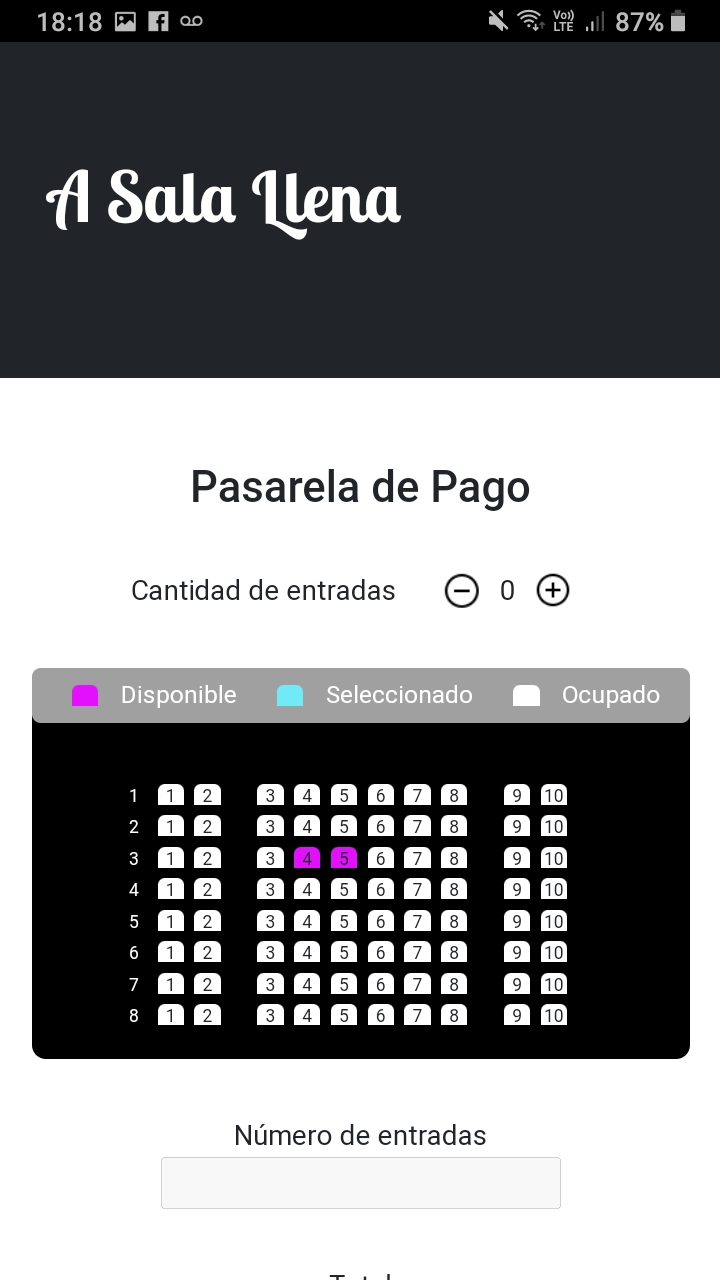 18:18 Vo)) LTE 87%
A Sala Llena
Pasarela de Pago
Cantidad de entradas 0
Disponible Seleccionado Ocupado
1 1 2 3 4 5 6 7 8 9 10
2 1 2 3 4 5 6 7 8 9 10
3 1 2 3 4 5 6 7 8 9 10
4 1 2 3 4 5 6 7 8 9 10
5 1 2 3 4 5 6 7 8 9 10
6 1 2 3 4 5 6 7 8 9 10
7 1 2 3 4 5 6 7 8 9 10
8 1 2 3 4 5 6 7 8 9 10
Número de entradas
Total